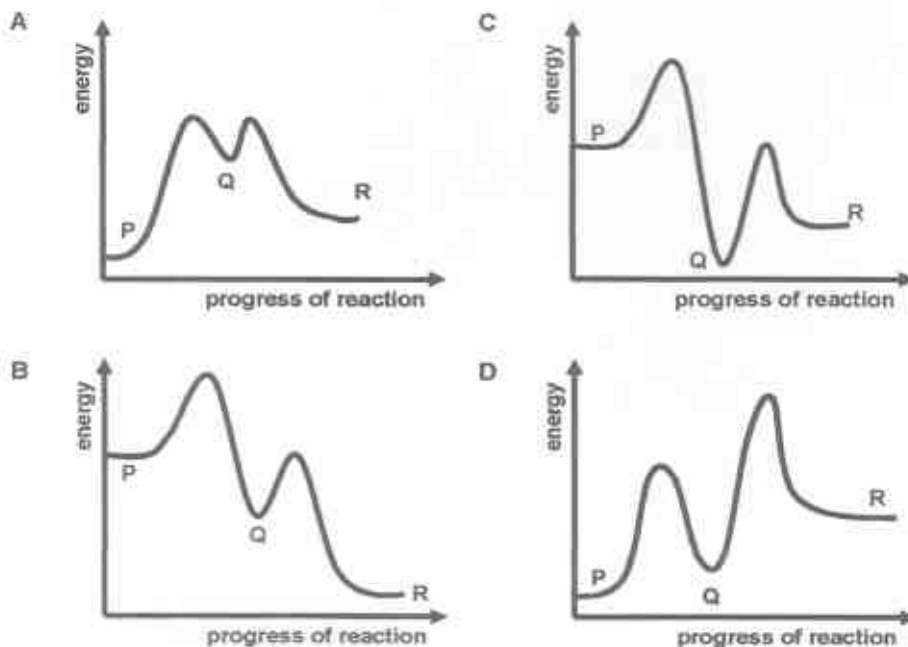 A
energy
P
Q
R
progress of reaction
C
energy
P
Q
R
progress of reaction
B
energy
P
Q
R
progress of reaction
D
energy
P
Q
R
progress of reaction